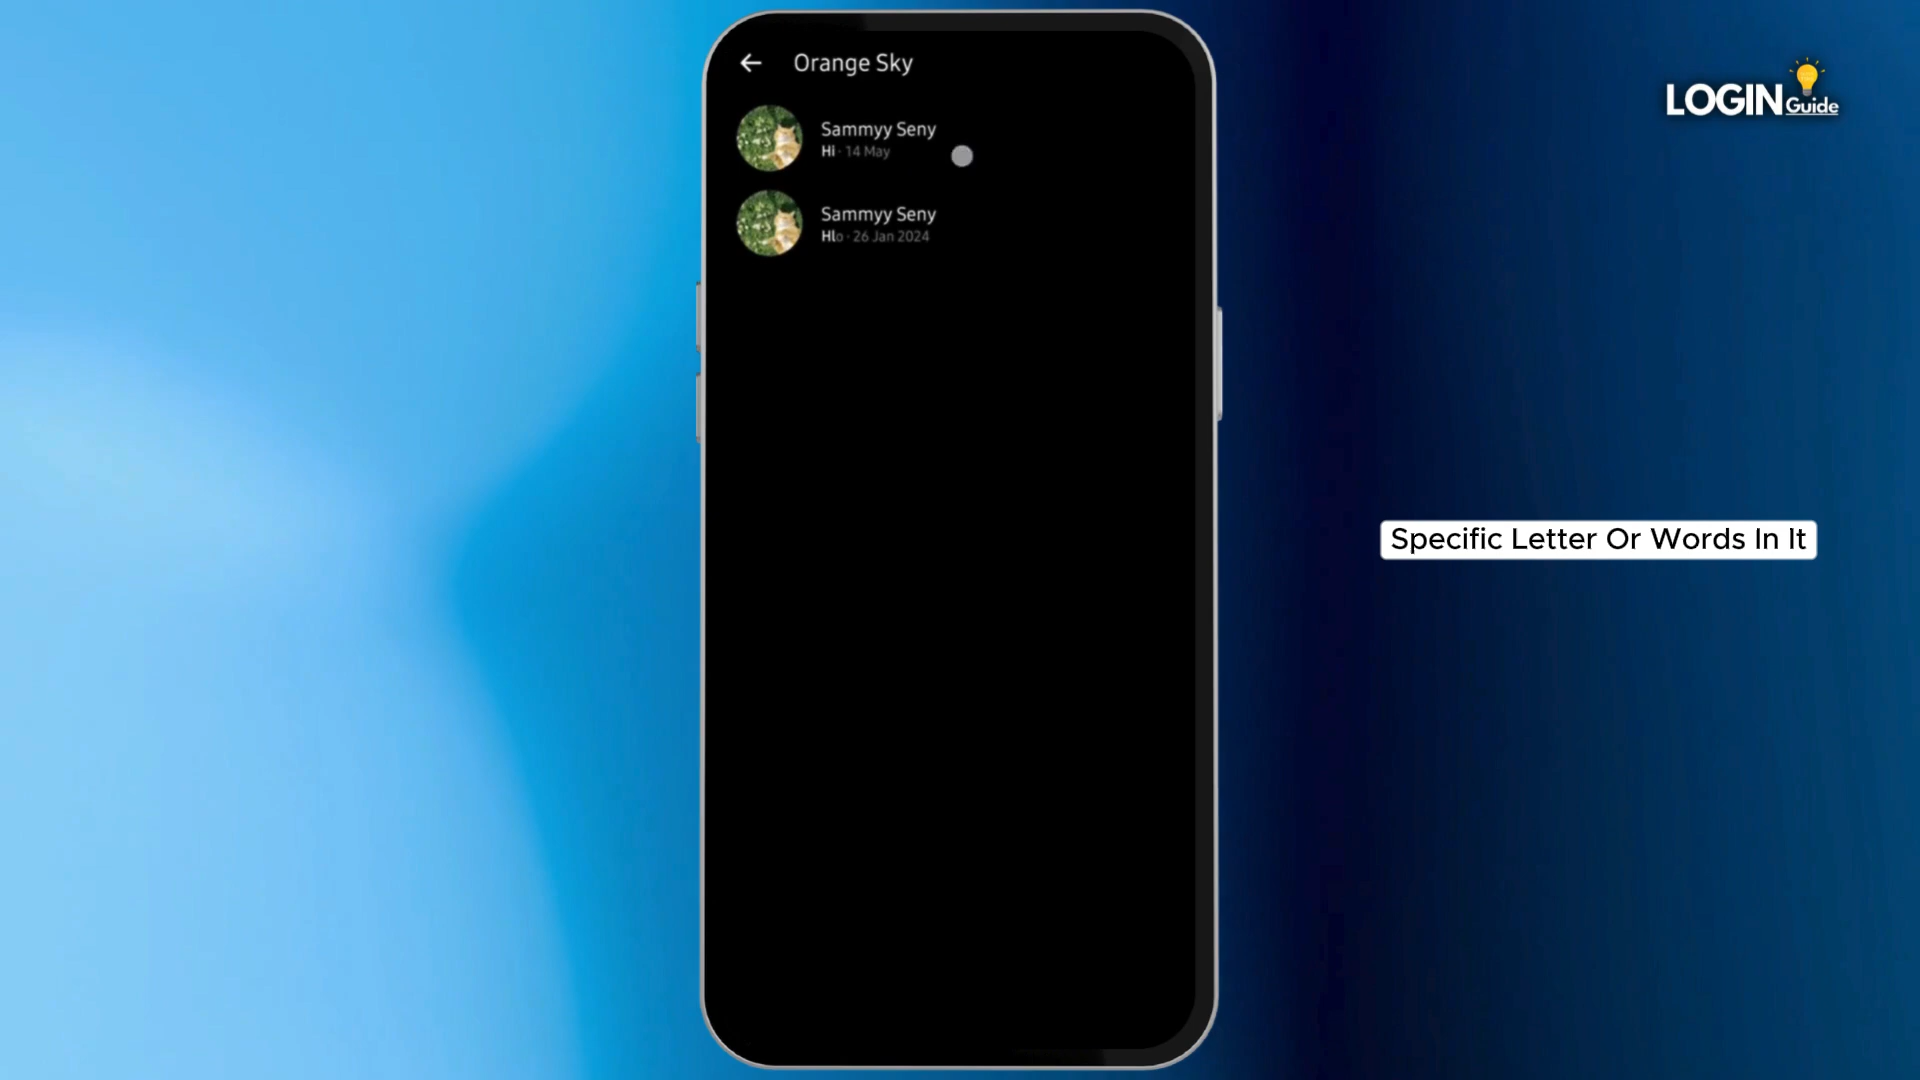 Orange Sky
Sammyy Seny
Hi · 14 May
Sammyy Seny
Hlo · 26 Jan 2024
LOGIN Guide
Specific Letter Or Words In It